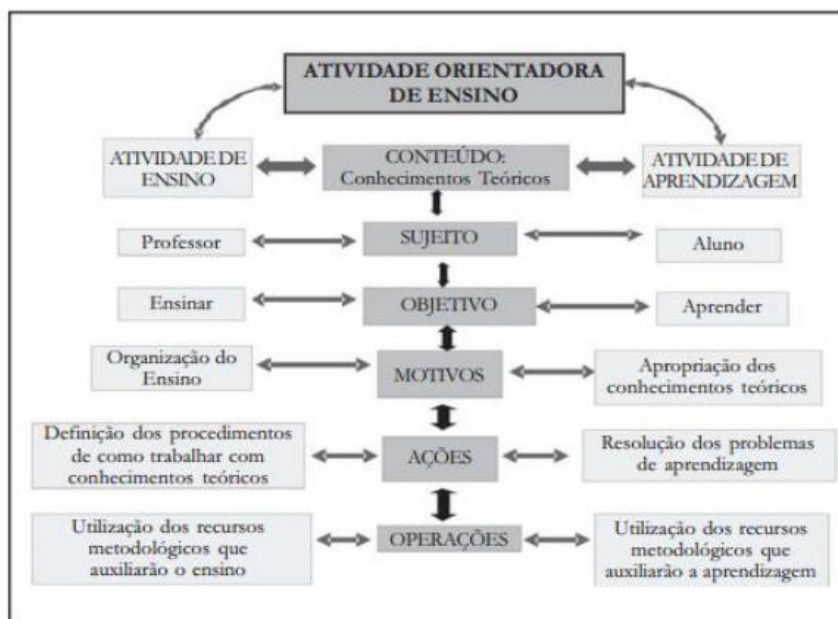 ATIVIDADE ORIENTADORA
DE ENSINO
ATIVIDADE DE
ENSINO
CONTEÚDO:
Conhecimentos Teóricos
ATIVIDADE DE
APRENDIZAGEM
Professor
SUJEITO
Aluno
Ensinar
OBJETIVO
Aprender
Organização do
Ensino
MOTIVOS
Apropriação dos
conhecimentos teóricos
Definição dos procedimentos
de como trabalhar com
conhecimentos teóricos
AÇÕES
Resolução dos problemas
de aprendizagem
Utilização dos recursos
metodológicos que
auxiliarão o ensino
OPERAÇÕES
Utilização dos recursos
metodológicos que
auxiliarão a aprendizagem